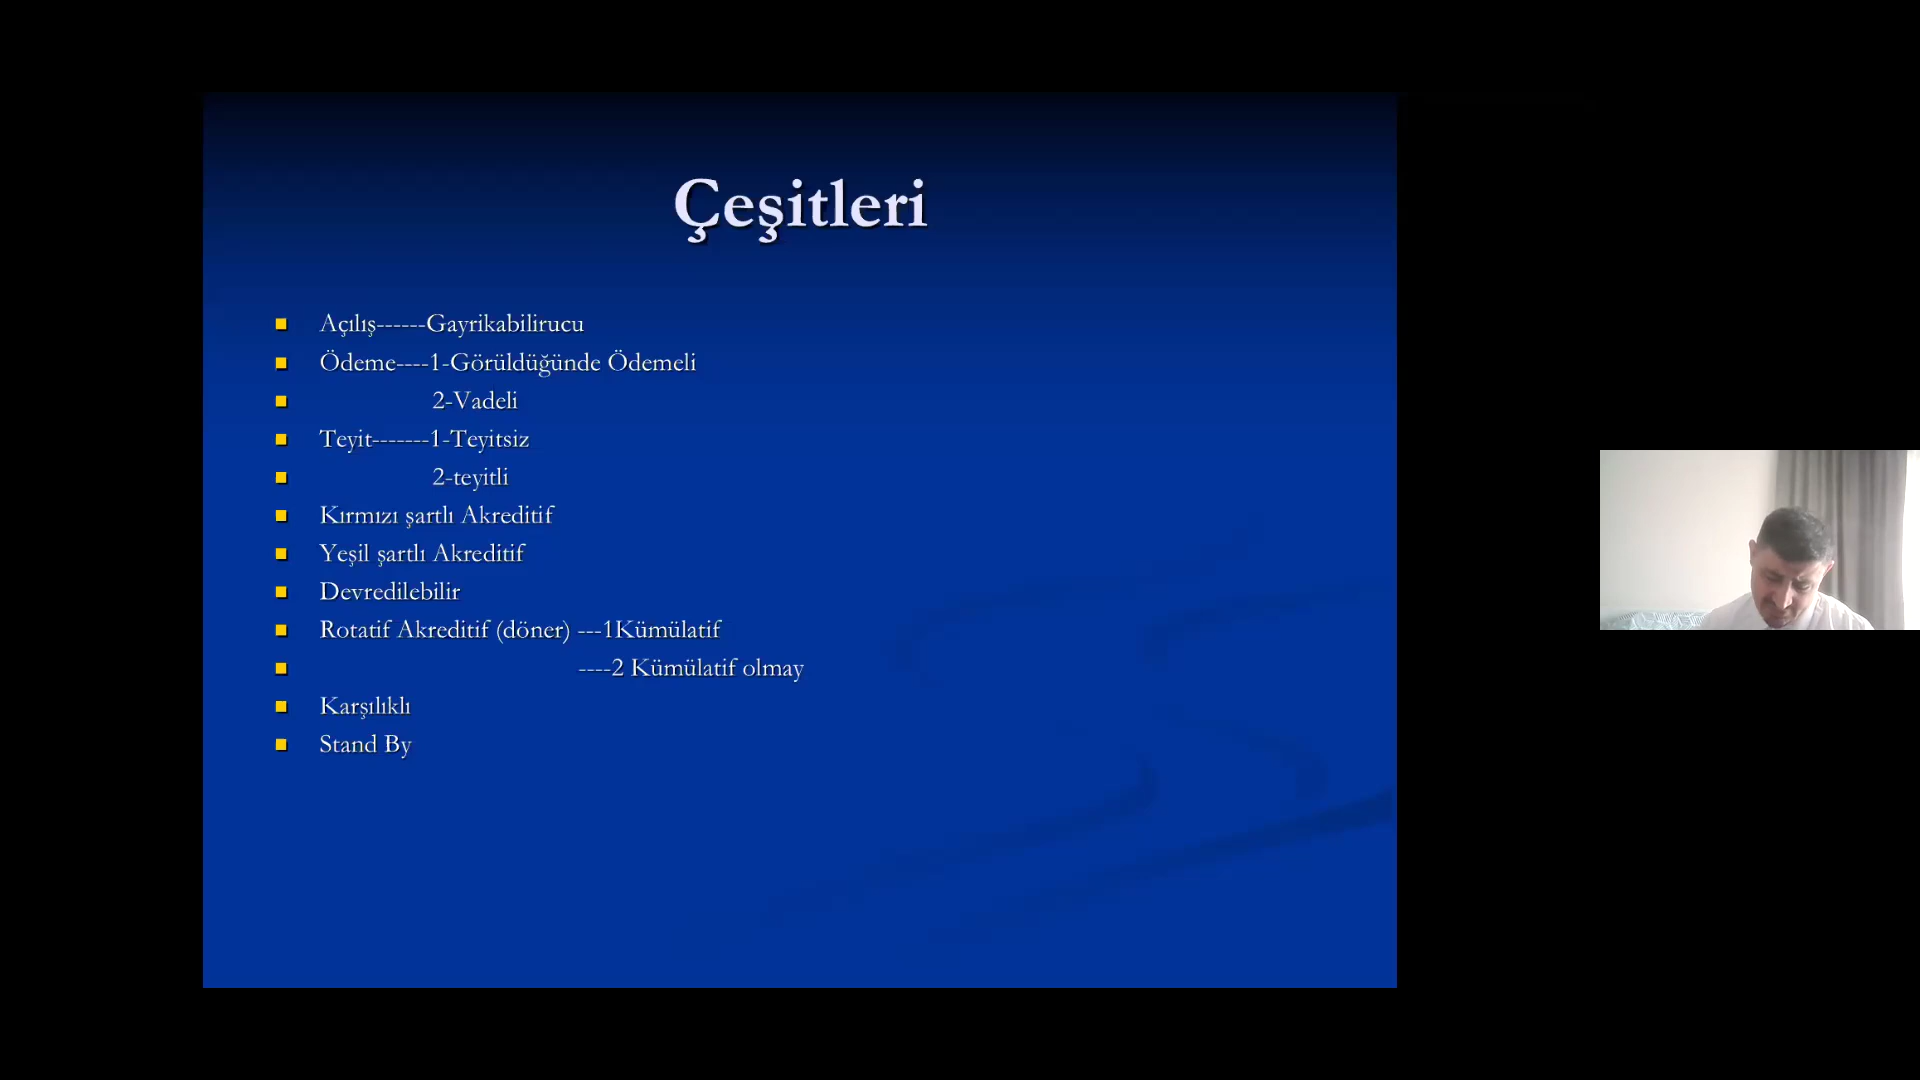 Çeşitleri
Açılış------Gayrikabilirucu
Ödeme----1-Görüldüğünde Ödemeli
2-Vadeli
Teyit-------1-Teyitsiz
2-teyitli
Kırmızı şartlı Akreditif
Yeşil şartlı Akreditif
Devredilebilir
Rotatif Akreditif (döner) ---1Kümülatif
----2 Kümülatif olmay
Karşılıklı
Stand By